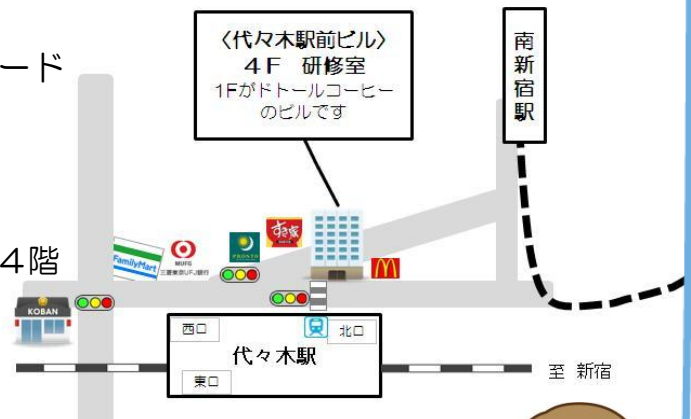 〈代々木駅前ビル〉
4F 研修室
1Fがドトールコーヒー
のビルです
南新宿駅
ード
4階
FamilyMart
MUFG
三菱東京UFJ銀行
PRONTO
すき家
M
KOBAN
西口
北口
代々木駅
東口
至 新宿